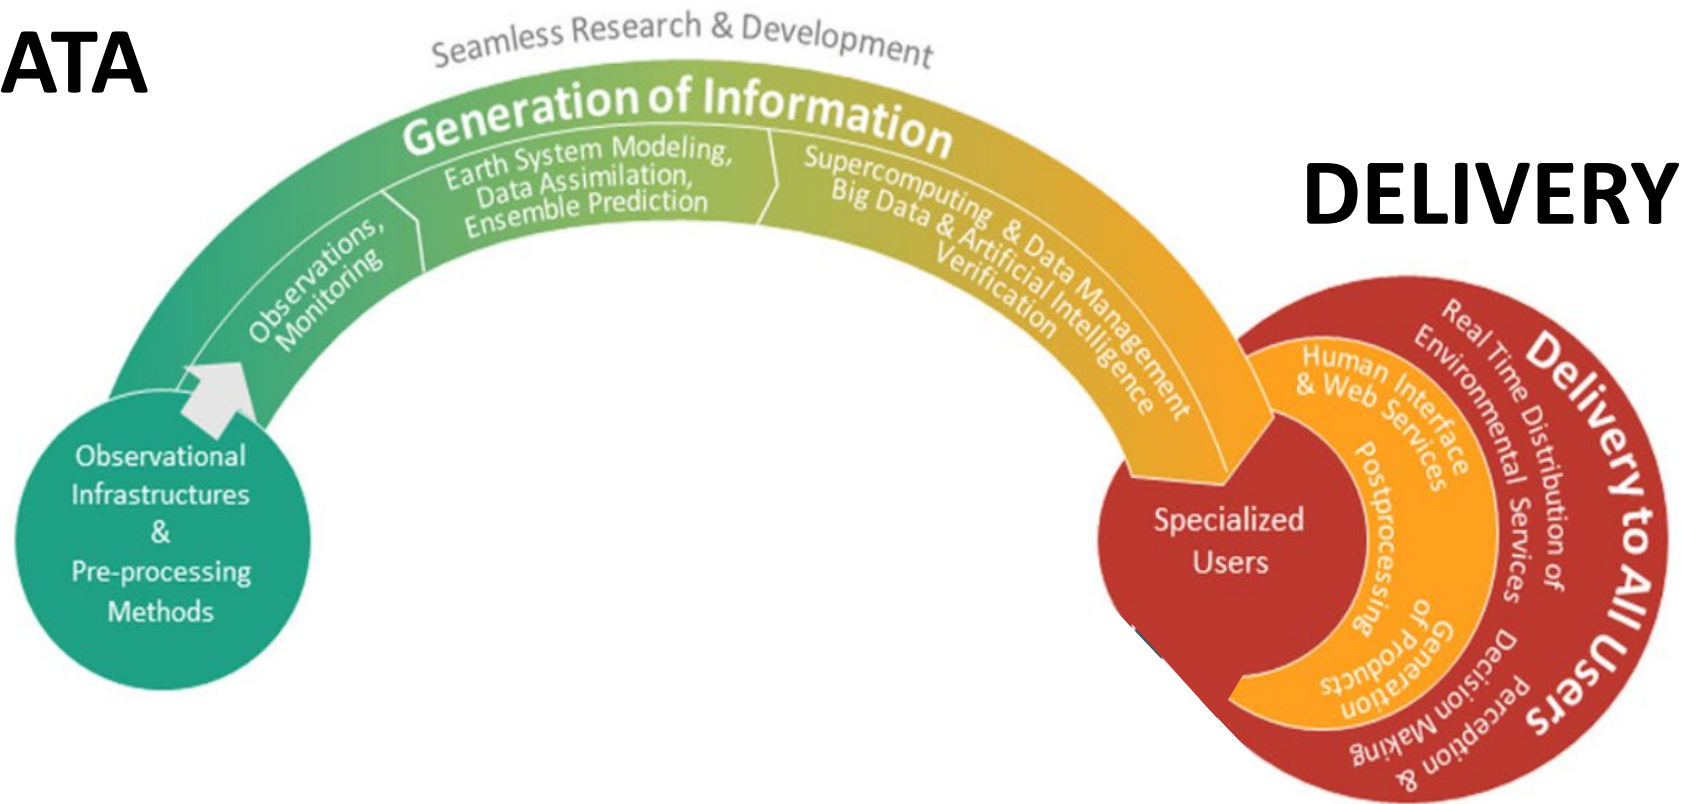 ATA
Seamless Research & Development
Generation of Information
Observations,
Monitoring
Earth System Modeling,
Data Assimilation,
Ensemble Prediction
Supercomputing & Data Management
Big Data & Artificial Intelligence
Verification
DELIVERY
Observational
Infrastructures
&
Pre-processing
Methods
Specialized
Users
Human Interface
& Web Services
Postprocessing
Generation
of Products
Real Time Distribution of
Environmental Services
Perception &
Decision Making
Delivery to All Users